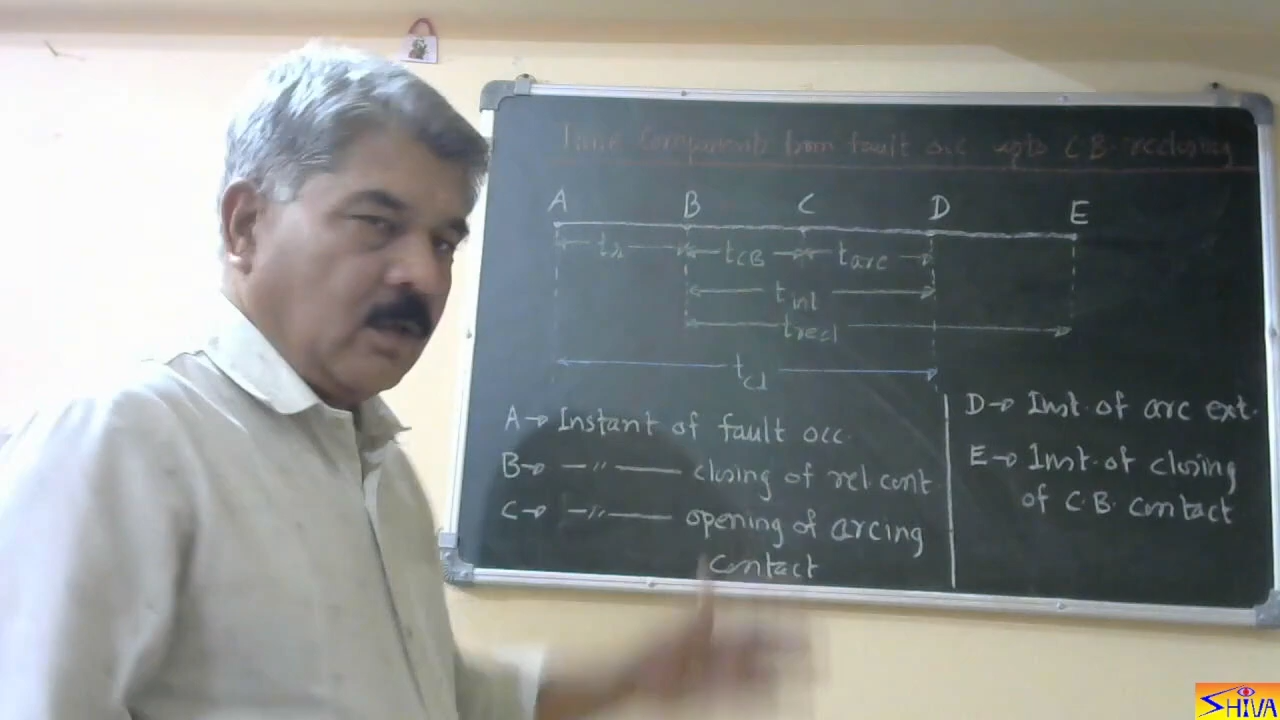 Time Components from fault occ upto C.B. reclosing
A B C D E
tr tCB tarc
tint
trecl
tcl
A→ Instant of fault occ.
B→ —〃— closing of rel. cont
C→ —〃— opening of arcing
contact
D→ Inst. of arc ext.
E→ Inst. of closing
of C.B. contact
SHIVA